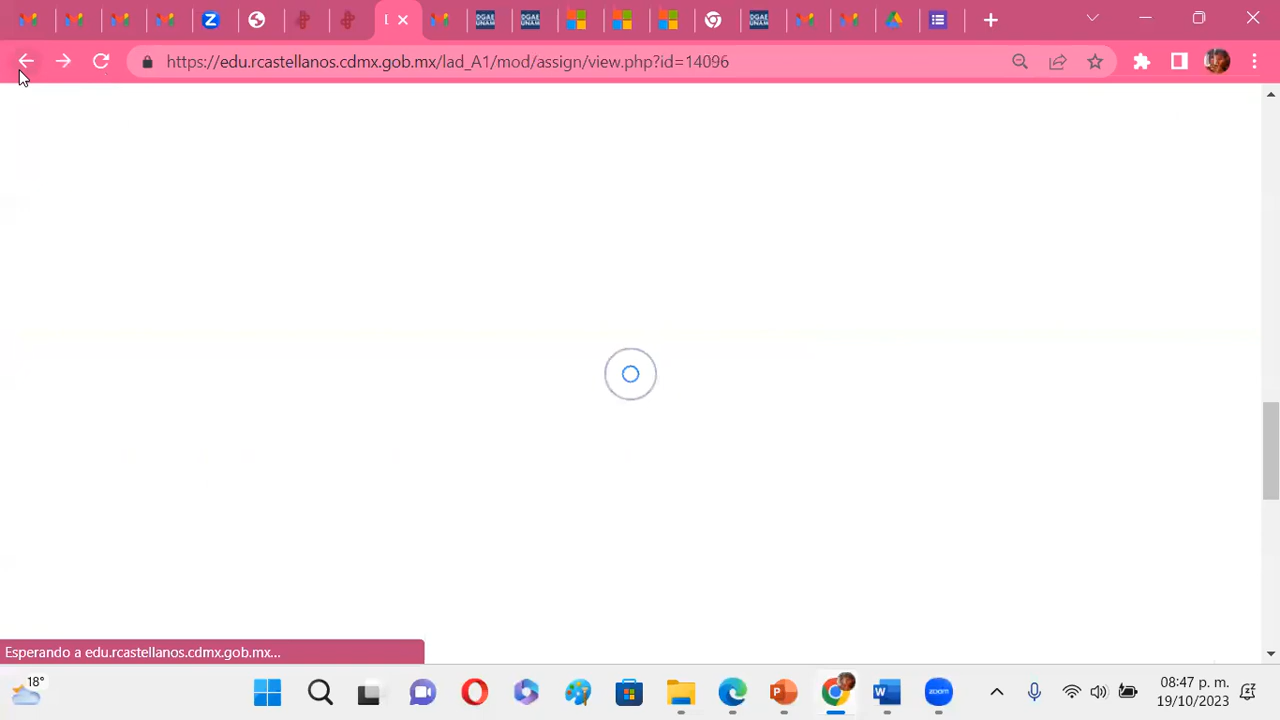 https://edu.rcastellanos.cdmx.gob.mx/lad_A1/mod/assign/view.php?id=14096
Esperando a edu.rcastellanos.cdmx.gob.mx...
18°
zoom
08:47 p. m.
19/10/2023